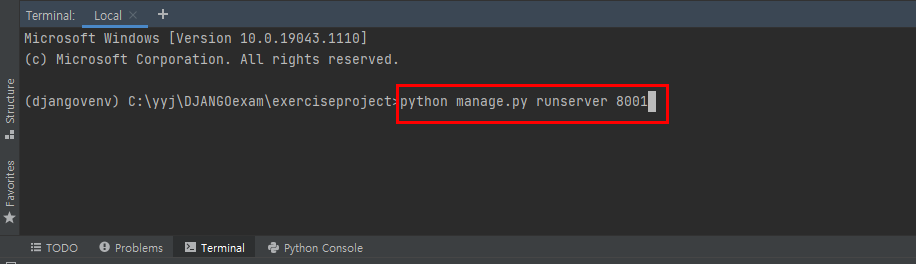 Terminal: Local × +
Microsoft Windows [Version 10.0.19043.1110]
(c) Microsoft Corporation. All rights reserved.
(djangovenv) C:\yyj\DJANGOexam\exerciseproject>python manage.py runserver 8001
Structure
Favorites
TODO Problems Terminal Python Console